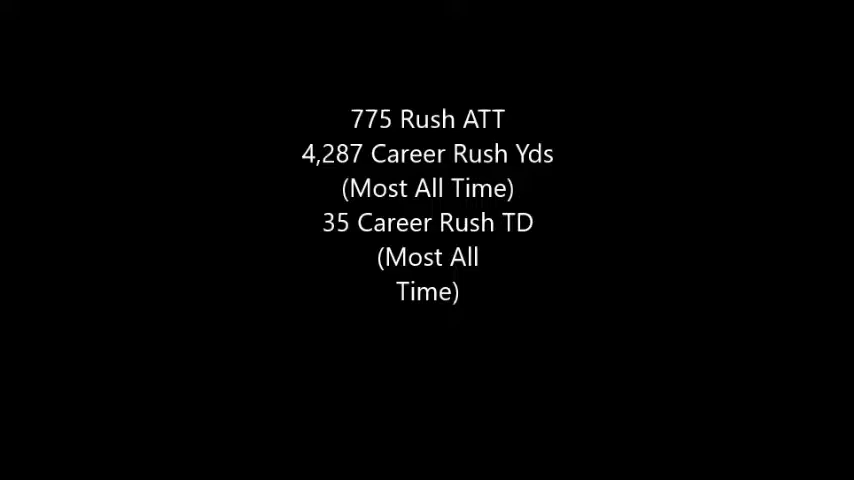 775 Rush ATT
4,287 Career Rush Yds
(Most All Time)
35 Career Rush TD
(Most All
Time)